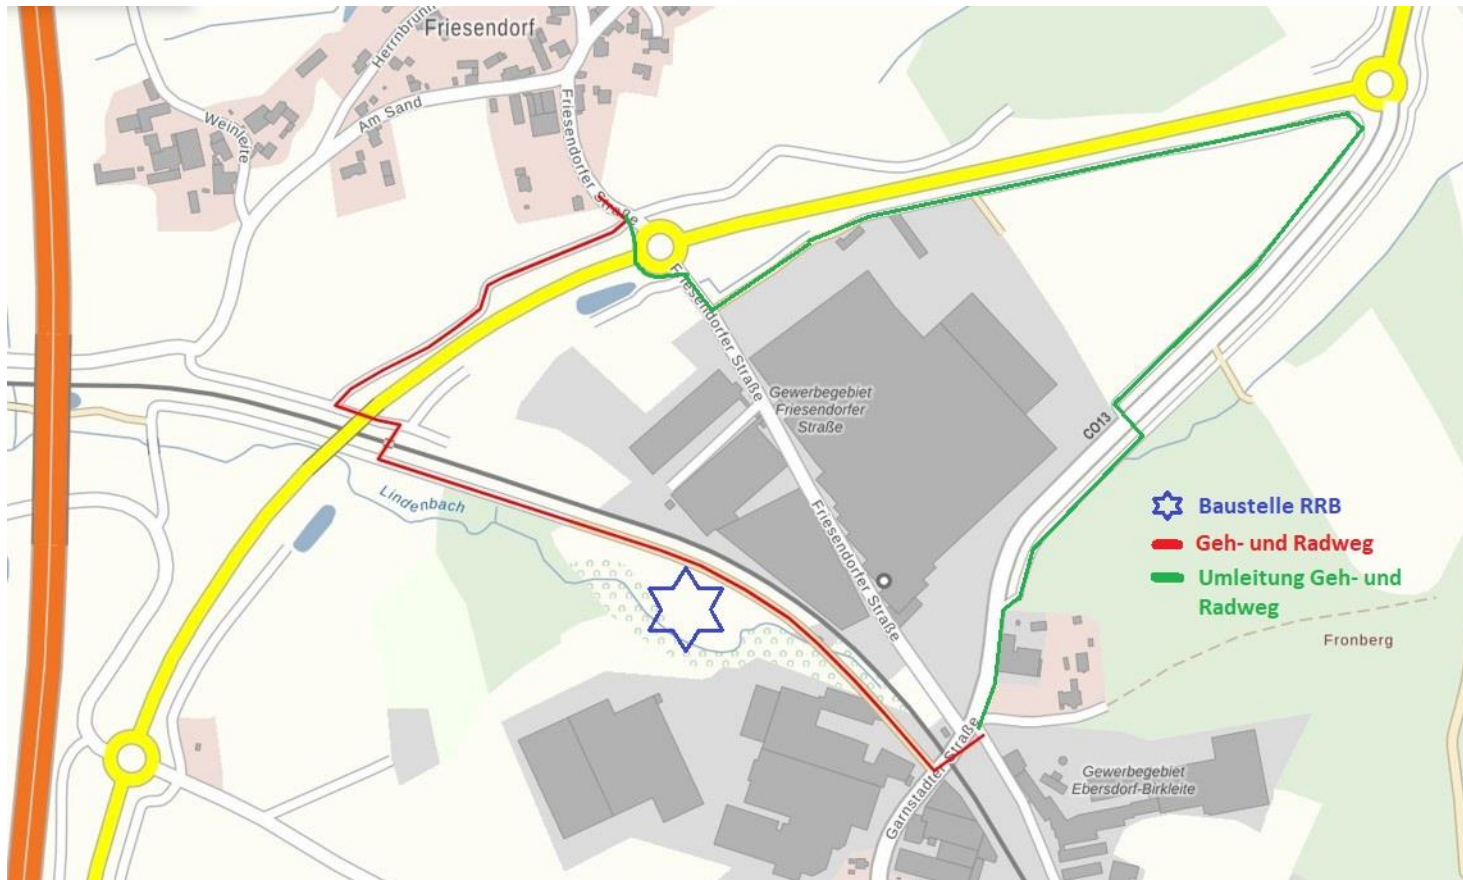 Friesendorf
Herrnbrunn
Am Sand
Weinleite
Friesendorfer Straße
Friesendorfer Straße
Gewerbegebiet
Friesendorfer
Straße
CO13
Lindenbach
Friesendorfer Straße
Baustelle RRB
Geh- und Radweg
Umleitung Geh- und
Radweg
Fronberg
Garnstadter Straße
Gewerbegebiet
Ebersdorf-Birkleite